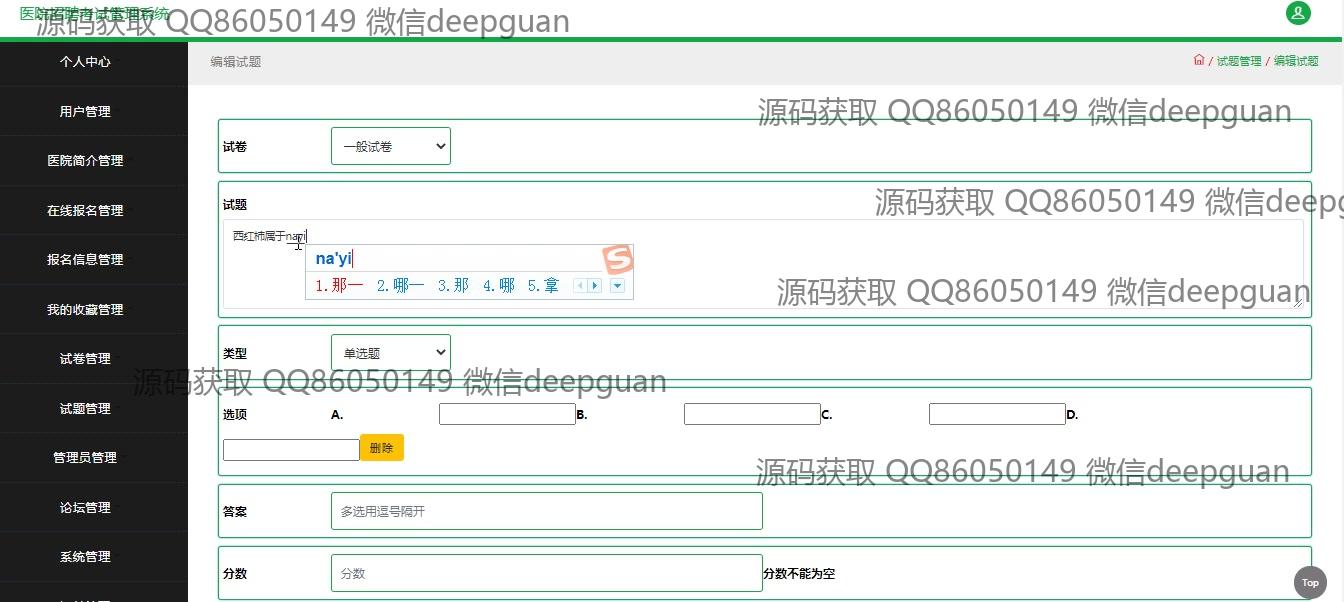 医院招聘考试管理系统
源码获取 QQ86050149 微信deepguan
个人中心
编辑试题
/ 试题管理 / 编辑试题
用户管理
源码获取 QQ86050149 微信deepguan
试卷
一般试卷
医院简介管理
在线报名管理
试题
源码获取 QQ86050149 微信deepg
西红柿属于na'yi
报名信息管理
na'yi
1.那一 2.哪一 3.那 4.哪 5.拿
源码获取 QQ86050149 微信deepguan
我的收藏管理
试卷管理
类型
单选题
源码获取 QQ86050149 微信deepguan
试题管理
选项
A.
B.
C.
D.
删除
管理员管理
源码获取 QQ86050149 微信deepguan
论坛管理
答案
多选用逗号隔开
系统管理
分数
分数
分数不能为空
Top